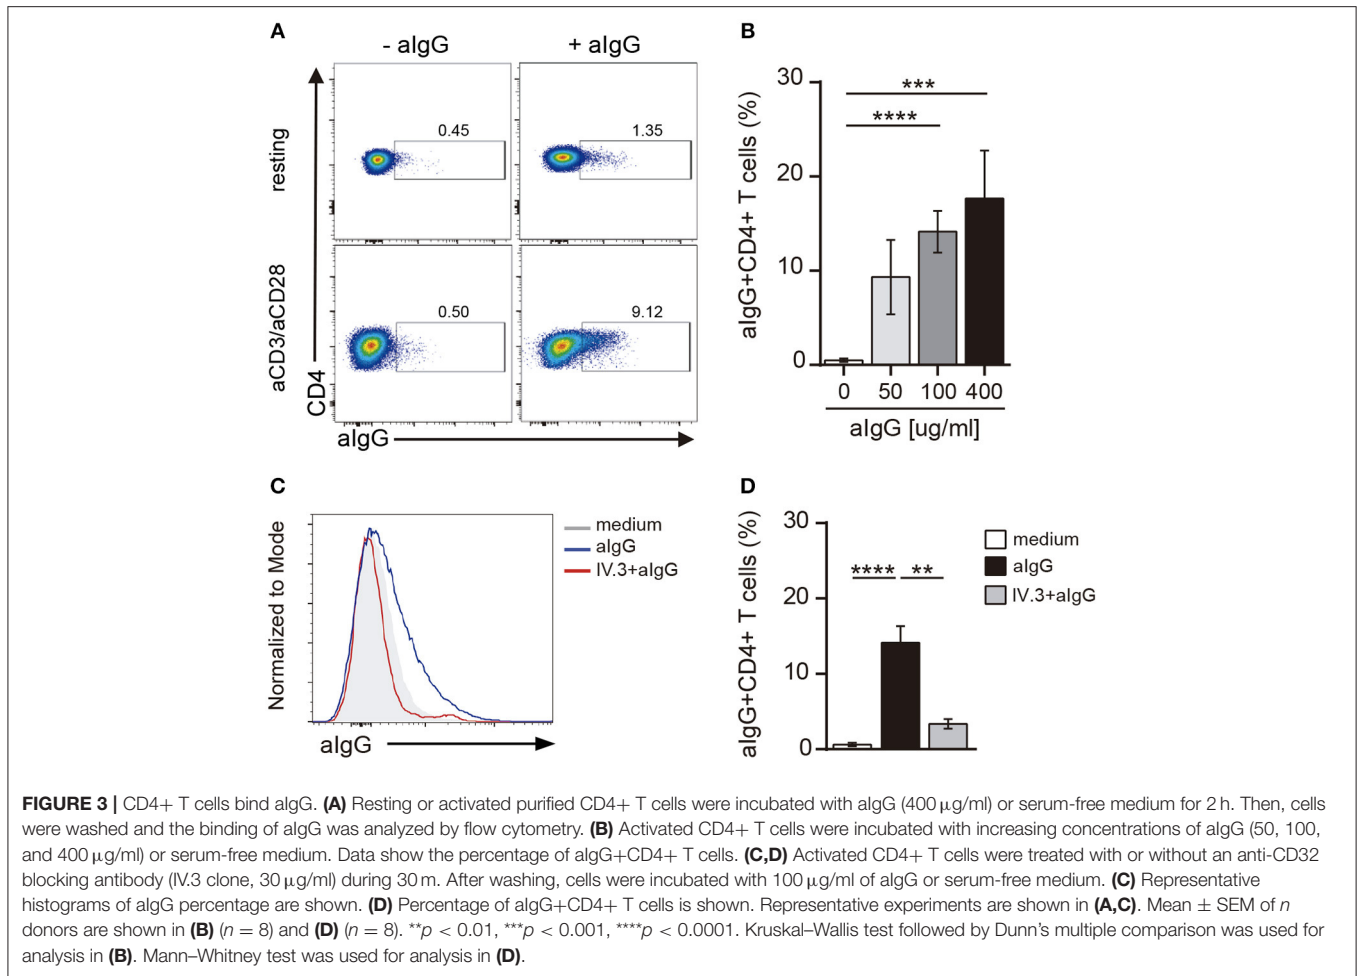 A
- aIgG
+ aIgG
resting
0.45
1.35
aCD3/aCD28
0.50
9.12
CD4
aIgG
B
aIgG+CD4+ T cells (%)
30
20
10
0
***
****
0 50 100 400
aIgG [ug/ml]
C
Normalized to Mode
aIgG
medium
aIgG
IV.3+aIgG
D
aIgG+CD4+ T cells (%)
30
20
10
0
**** **
medium
aIgG
IV.3+aIgG
FIGURE 3 | CD4+ T cells bind aIgG. (A) Resting or activated purified CD4+ T cells were incubated with aIgG (400 µg/ml) or serum-free medium for 2 h. Then, cells
were washed and the binding of aIgG was analyzed by flow cytometry. (B) Activated CD4+ T cells were incubated with increasing concentrations of aIgG (50, 100,
and 400 µg/ml) or serum-free medium. Data show the percentage of aIgG+CD4+ T cells. (C,D) Activated CD4+ T cells were treated with or without an anti-CD32
blocking antibody (IV.3 clone, 30 µg/ml) during 30 m. After washing, cells were incubated with 100 µg/ml of aIgG or serum-free medium. (C) Representative
histograms of aIgG percentage are shown. (D) Percentage of aIgG+CD4+ T cells is shown. Representative experiments are shown in (A,C). Mean ± SEM of n
donors are shown in (B) (n = 8) and (D) (n = 8). **p < 0.01, ***p < 0.001, ****p < 0.0001. Kruskal–Wallis test followed by Dunn's multiple comparison was used for
analysis in (B). Mann–Whitney test was used for analysis in (D).